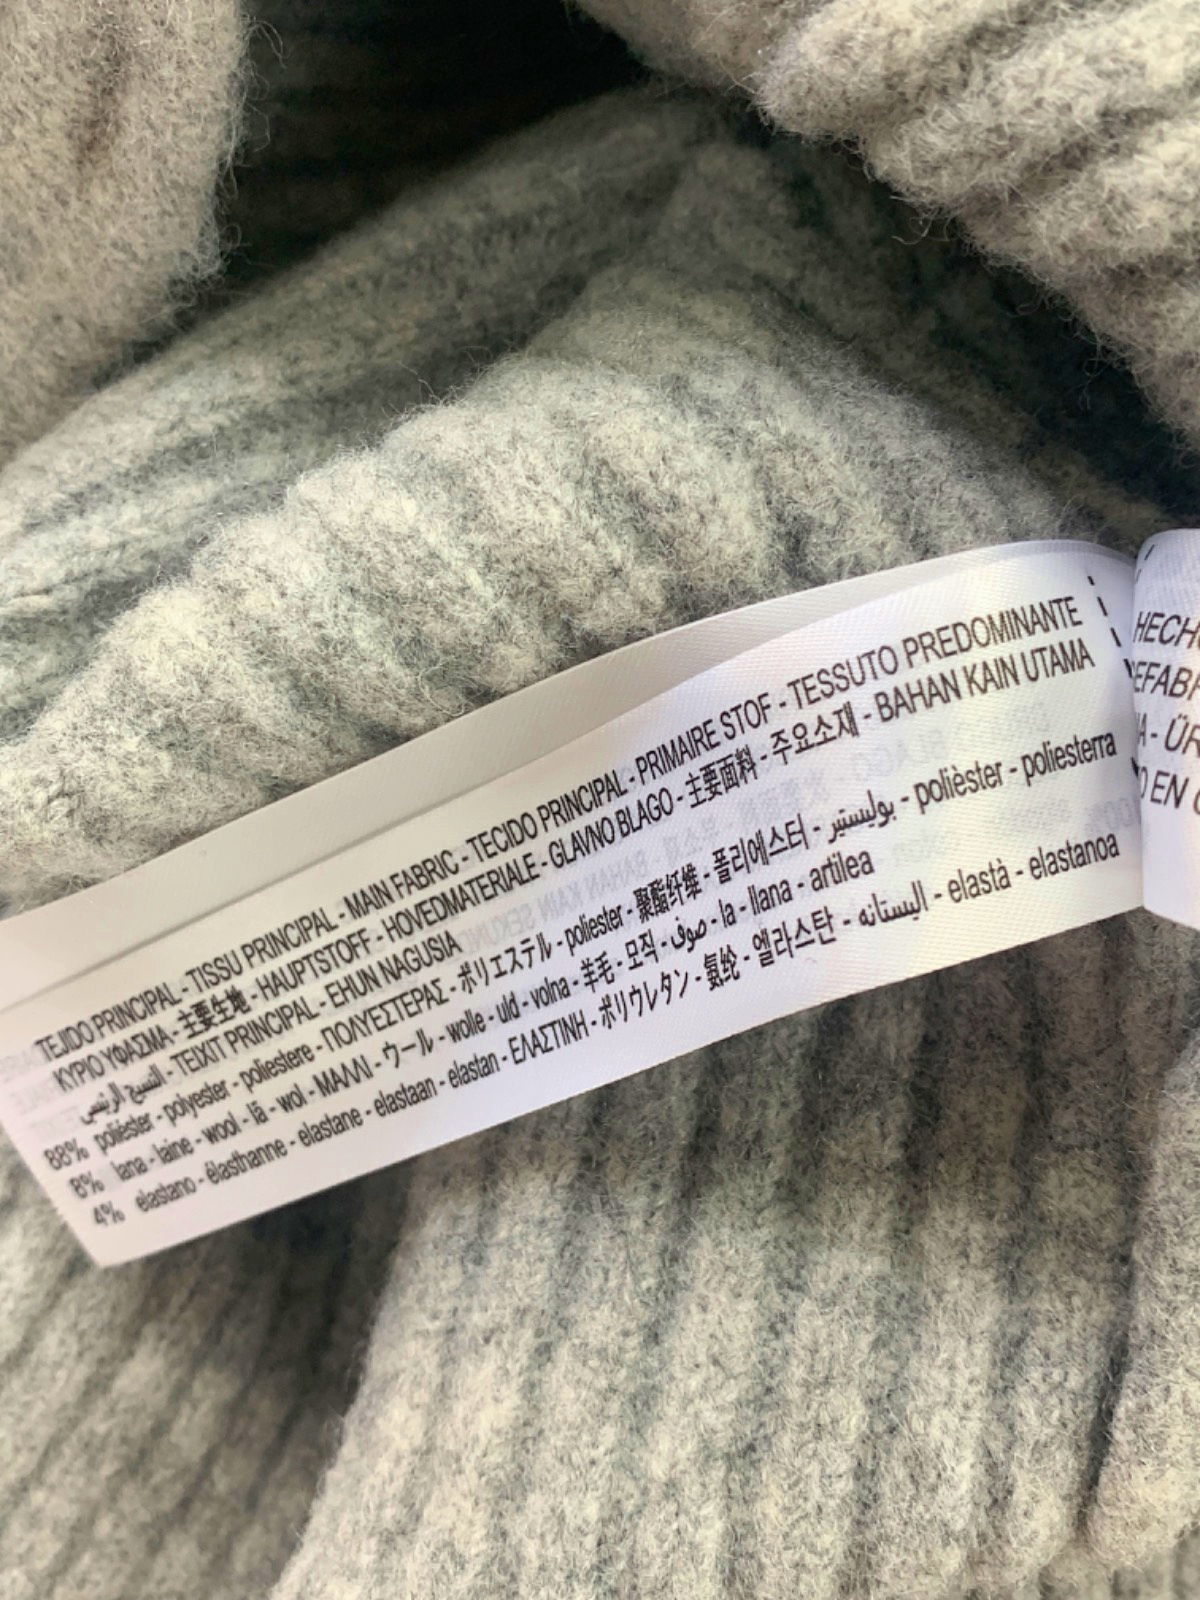 TEJIDO PRINCIPAL - TISSU PRINCIPAL - MAIN FABRIC - TECIDO PRINCIPAL - PRIMAIRE STOF - TESSUTO PREDOMINANTE
ΚΥΡΙΟ ΥΦΑΣΜΑ - 主要生地 - HAUPTSTOFF - HOVEDMATERIALE - GLAVNO BLAGO - 主要面料 - 주요소재 - BAHAN KAIN UTAMA
النسيج الرئيسي - TEIXIT PRINCIPAL - EHUN NAGUSIA
88% poliéster - polyester - poliestere - ΠΟΛΥΕΣΤΕΡΑΣ - ポリエステル - poliester - 聚酯纤维 - 폴리에스터 - بوليستير - polièster - poliesterra
8% lana - laine - wool - lã - wol - ΜΑΛΛΙ - ウール - wolle - uld - volna - 羊毛 - 모직 - صوف - la - llana - artilea
4% elastano - élasthanne - elastane - elastaan - elastan - ΕΛΑΣΤΙΝΗ - ポリウレタン - 氨纶 - 엘라스탄 - اليستانه - elastà - elastanoa
HECH
EFABR
A - ÜR
O EN